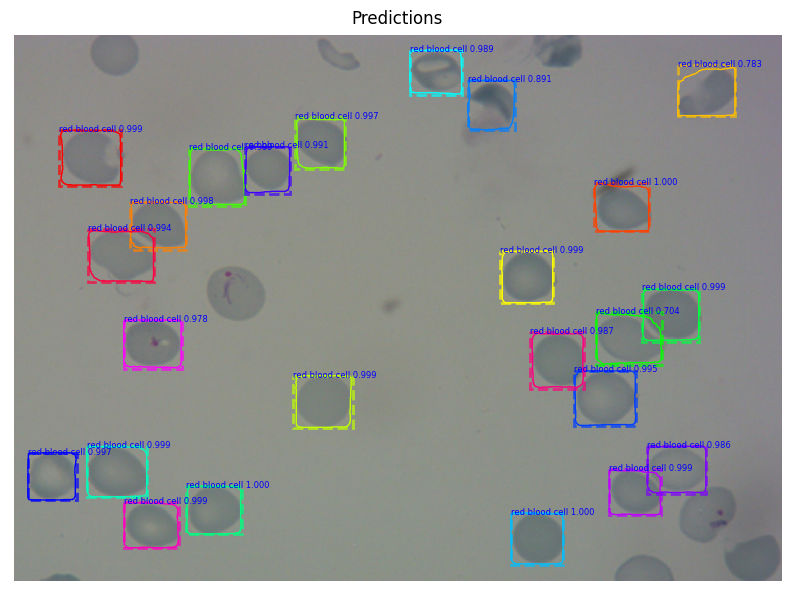 Predictions
red blood cell 0.989
red blood cell 0.783
red blood cell 0.891
red blood cell 0.997
red blood cell 0.999
red blood cell
red blood cell 0.991
red blood cell 1.000
red blood cell 0.998
red blood cell 0.994
red blood cell 0.999
red blood cell 0.999
red blood cell 0.704
red blood cell 0.978
red blood cell 0.987
red blood cell 0.995
red blood cell 0.999
red blood cell 0.999
red blood cell 0.986
red blood cell 0.997
red blood cell 0.999
red blood cell 1.000
red blood cell 0.999
red blood cell 1.000